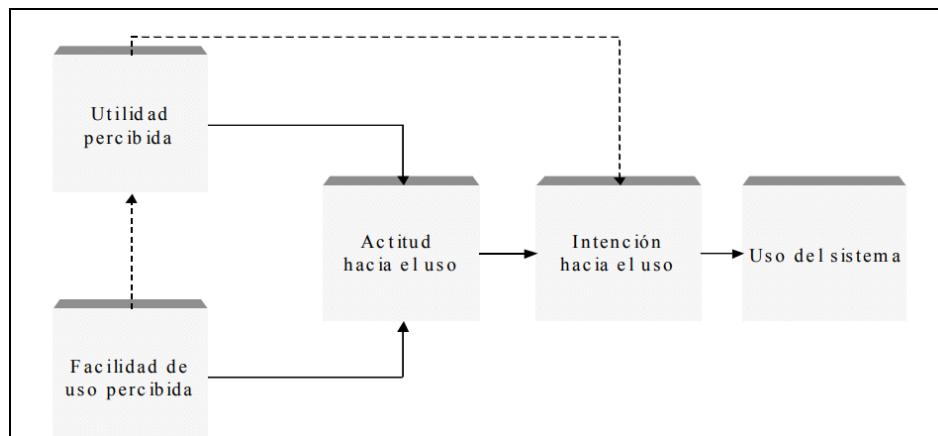 Utilidad
percibida
Actitud
hacia el uso
Intención
hacia el uso
Uso del sistema
Facilidad de
uso percibida